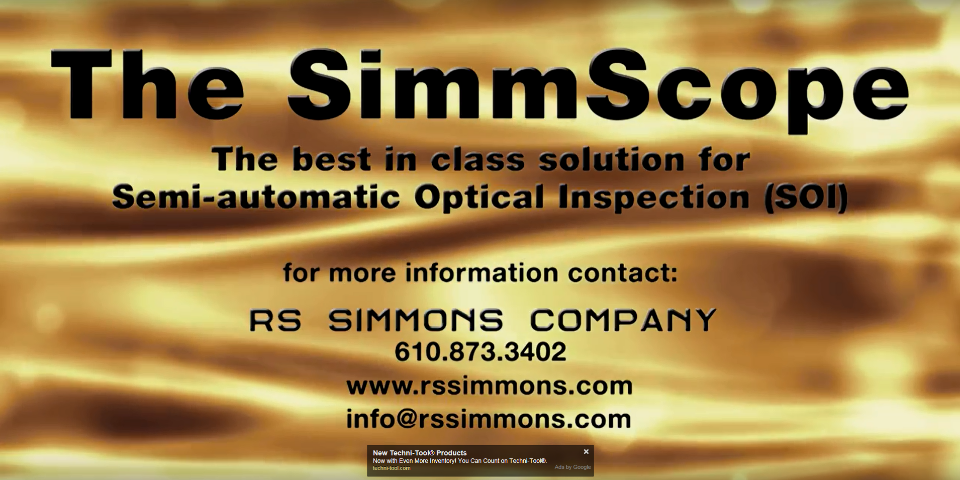 The SimmScope
The best in class solution for
Semi-automatic Optical Inspection (SOI)
for more information contact:
RS SIMMONS COMPANY
610.873.3402
www.rssimmons.com
info@rssimmons.com
New Techni-Tool® Products
Now with Even More Inventory! You Can Count on Techni-Tool®.
techni-tool.com
Ads by Google